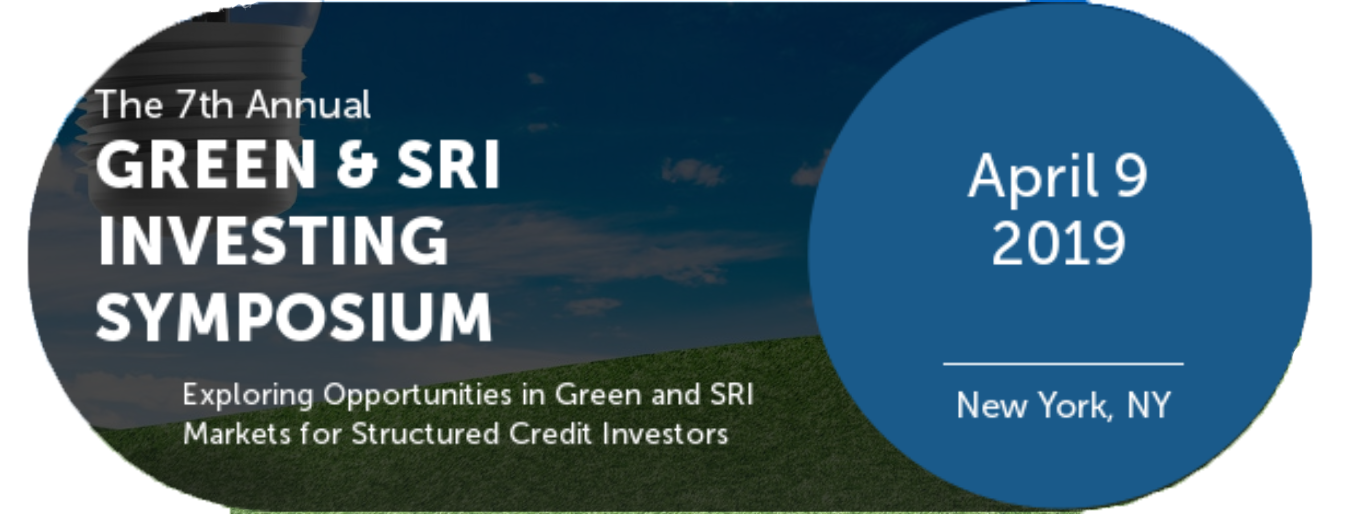 The 7th Annual
GREEN & SRI
INVESTING
SYMPOSIUM
Exploring Opportunities in Green and SRI
Markets for Structured Credit Investors
April 9
2019
New York, NY